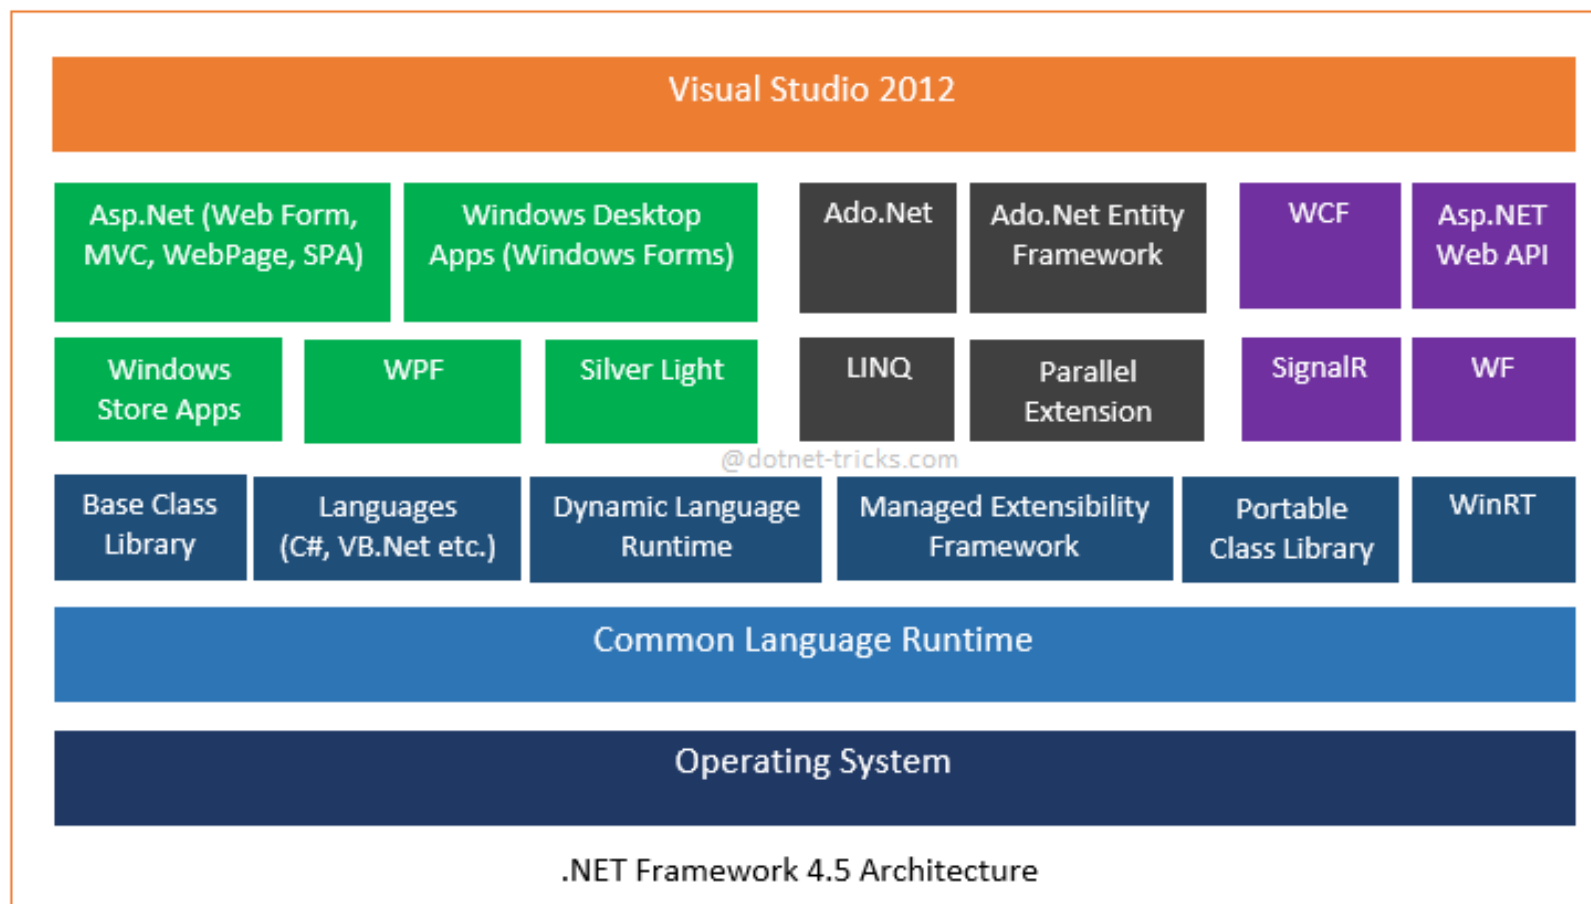 Visual Studio 2012
Asp.Net (Web Form,
MVC, WebPage, SPA)
Windows Desktop
Apps (Windows Forms)
Ado.Net
Ado.Net Entity
Framework
WCF
Asp.NET
Web API
Windows
Store Apps
WPF
Silver Light
LINQ
Parallel
Extension
SignalR
WF
@dotnet-tricks.com
Base Class
Library
Languages
(C#, VB.Net etc.)
Dynamic Language
Runtime
Managed Extensibility
Framework
Portable
Class Library
WinRT
Common Language Runtime
Operating System
.NET Framework 4.5 Architecture